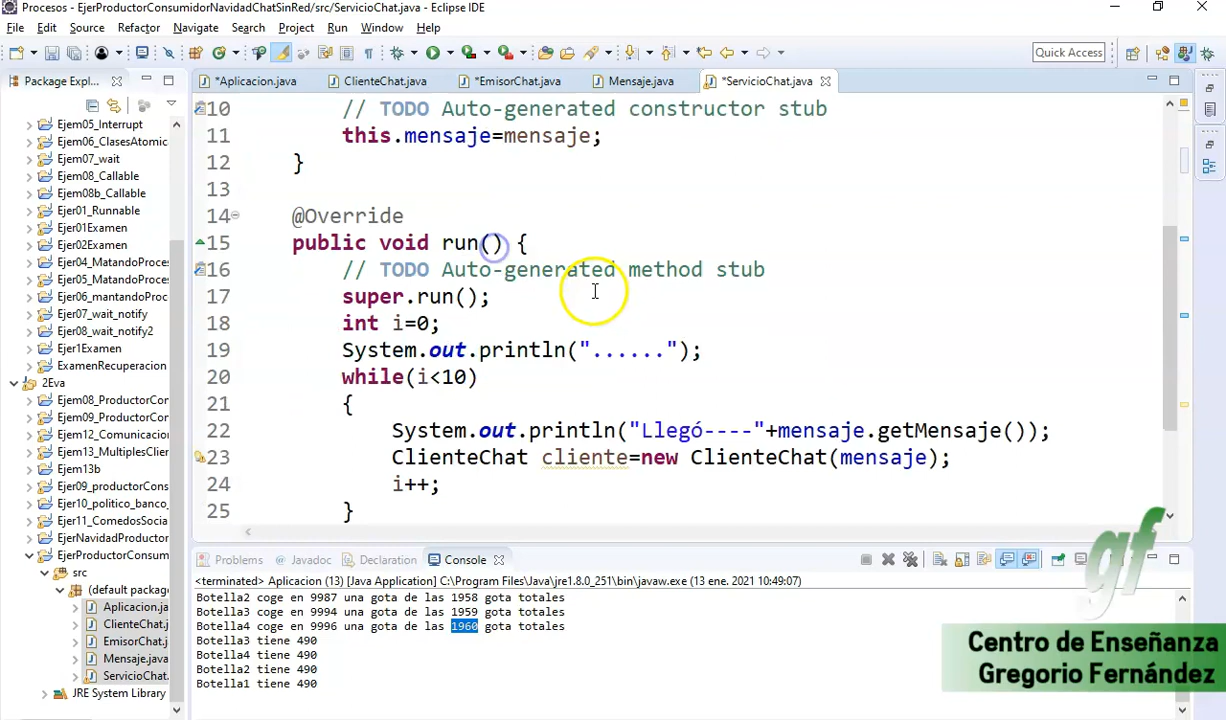 Procesos - EjerProductorConsumidorNavidadChatSinRed/src/ServicioChat.java - Eclipse IDE
File Edit Source Refactor Navigate Search Project Run Window Help
Quick Access
Package Expl...
*Aplicacion.java ClienteChat.java *EmisorChat.java Mensaje.java *ServicioChat.java
Ejem05_Interrupt
Ejem06_ClasesAtomic
Ejem07_wait
Ejem08_Callable
Ejem08b_Callable
Ejer01_Runnable
Ejer01Examen
Ejer02Examen
Ejer04_MatandoProce
Ejer05_MatandoProce
Ejer06_mantandoProc
Ejer07_wait_notify
Ejer08_wait_notify2
Ejer1Examen
ExamenRecuperacion
2Eva
Ejem08_ProductorCon
Ejem09_ProductorCon
Ejem12_Comunicacion
Ejem13_MultiplesClien
Ejem13b
Ejer09_productorCons
Ejer10_politico_banco_
Ejer11_ComedosSocia
EjerNavidadProductor
EjerProductorConsum
src
(default package
Aplicacion.ja
ClienteChat.j
EmisorChat.j
Mensaje.java
ServicioChat.
JRE System Library
10 // TODO Auto-generated constructor stub
11 this.mensaje=mensaje;
12 }
13
14 @Override
15 public void run() {
16 // TODO Auto-generated method stub
17 super.run();
18 int i=0;
19 System.out.println("......");
20 while(i<10)
21 {
22 System.out.println("Llegó----"+mensaje.getMensaje());
23 ClienteChat cliente=new ClienteChat(mensaje);
24 i++;
25 }
Problems Javadoc Declaration Console
<terminated> Aplicacion (13) [Java Application] C:\Program Files\Java\jre1.8.0_251\bin\javaw.exe (13 ene. 2021 10:49:07)
Botella2 coge en 9987 una gota de las 1958 gota totales
Botella3 coge en 9994 una gota de las 1959 gota totales
Botella4 coge en 9996 una gota de las 1960 gota totales
Botella3 tiene 490
Botella4 tiene 490
Botella2 tiene 490
Botella1 tiene 490
gf
Centro de Enseñanza
Gregorio Fernández